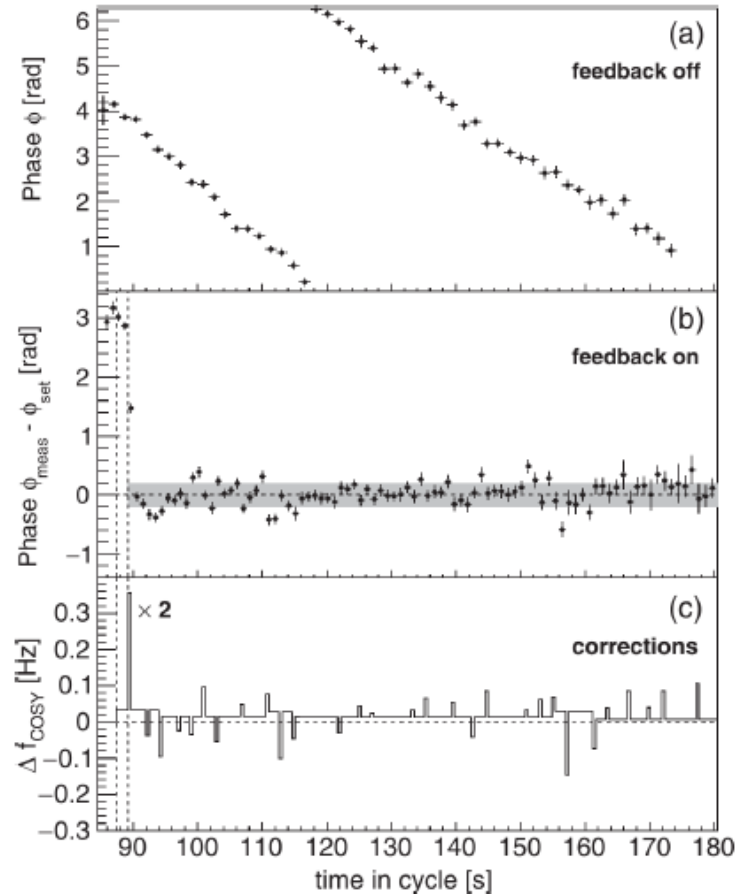 (a)
feedback off
Phase ϕ [rad]
6
5
4
3
2
1
(b)
feedback on
Phase ϕmeas - ϕset [rad]
3
2
1
0
−1
(c)
× 2
corrections
Δ fCOSY [Hz]
0.3
0.2
0.1
0
−0.1
−0.2
−0.3
90 100 110 120 130 140 150 160 170 180
time in cycle [s]